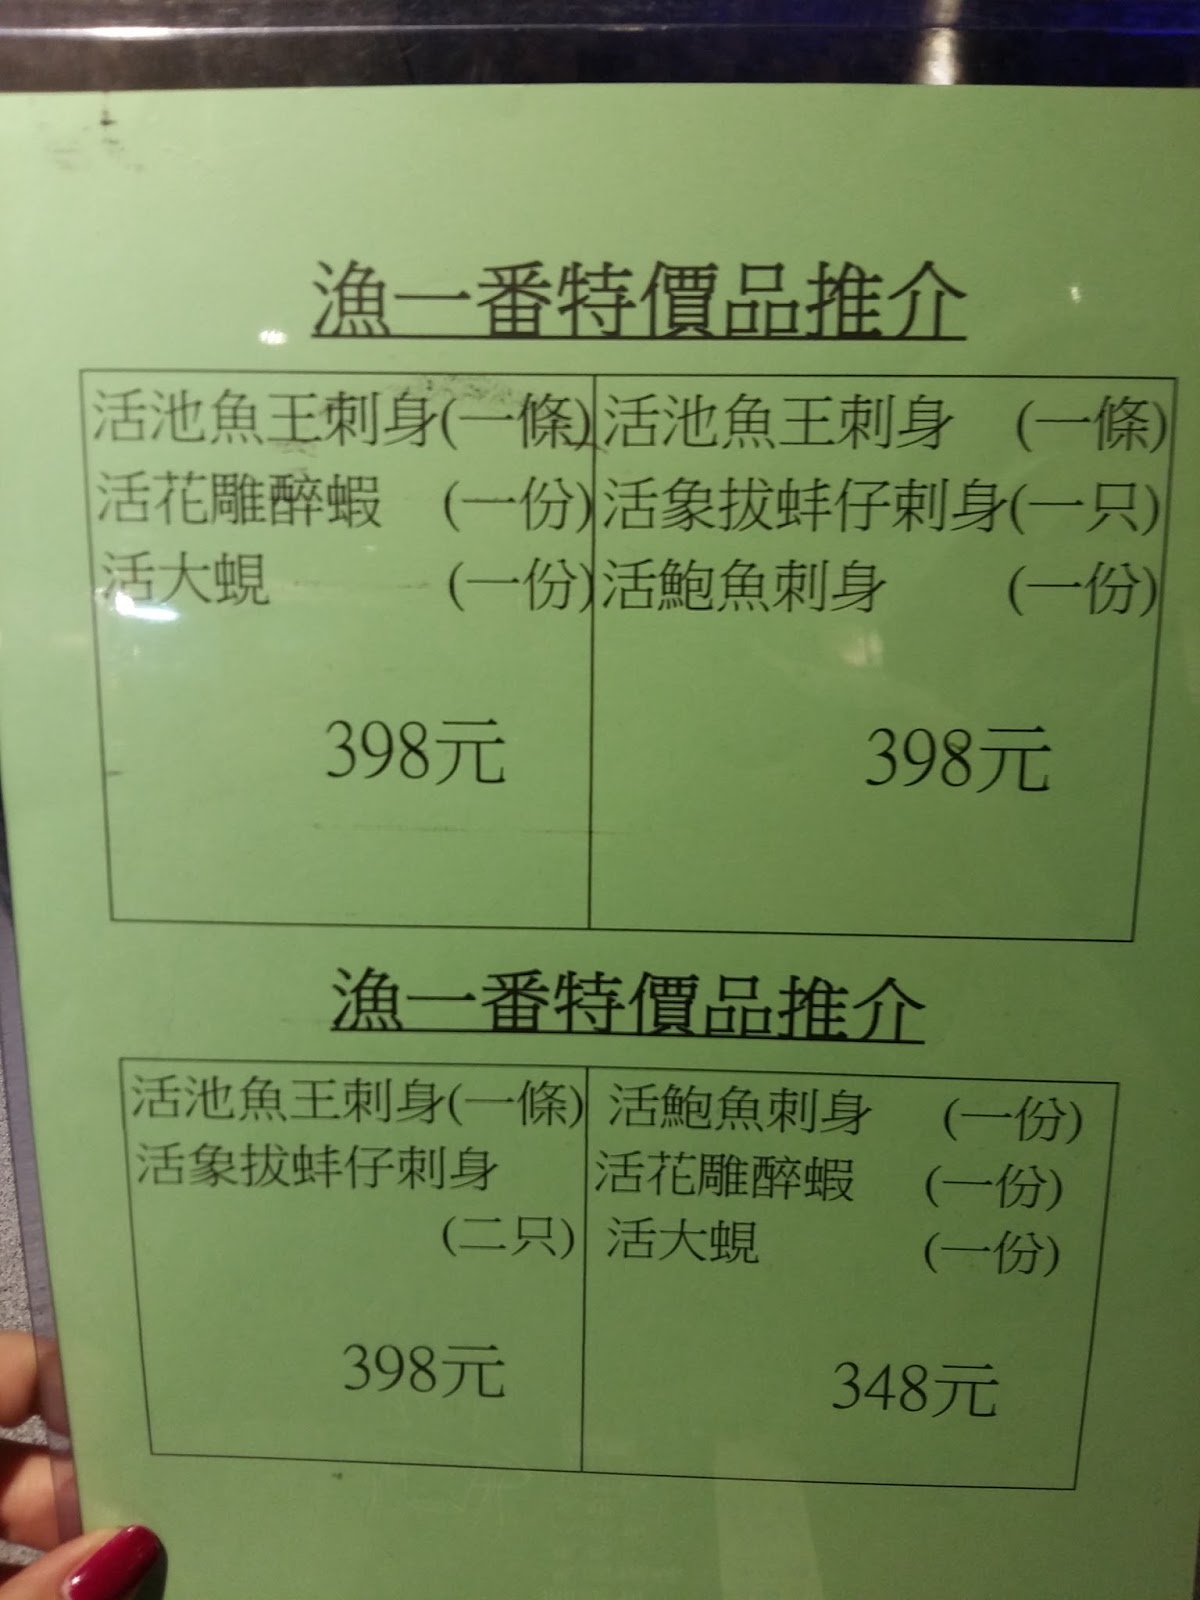 漁一番特價品推介
活池魚王刺身(一條)
活花雕醉蝦 (一份)
活大蜆 (一份)
398元
活池魚王刺身 (一條)
活象拔蚌仔刺身(一只)
活鮑魚刺身 (一份)
398元
漁一番特價品推介
活池魚王刺身(一條)
活象拔蚌仔刺身
(二只)
398元
活鮑魚刺身 (一份)
活花雕醉蝦 (一份)
活大蜆 (一份)
348元